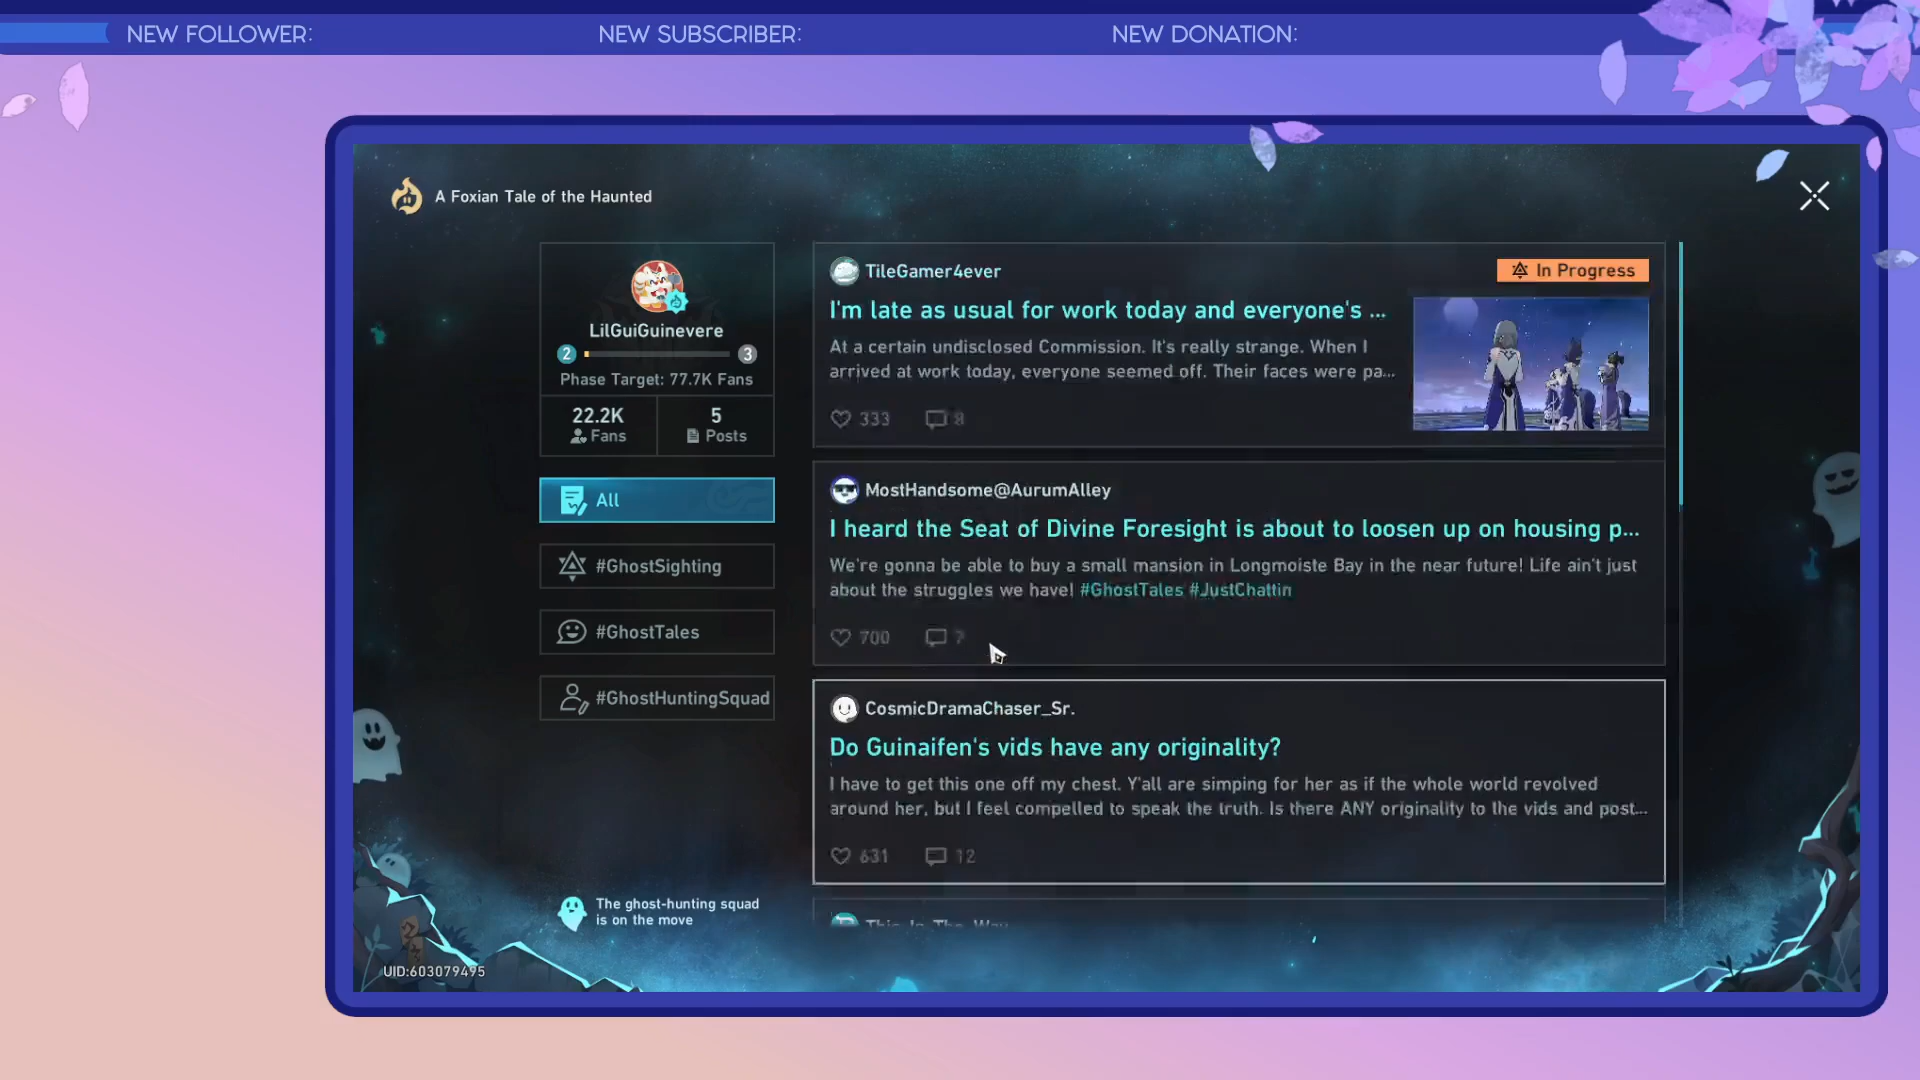 NEW FOLLOWER:
NEW SUBSCRIBER:
NEW DONATION:
A Foxian Tale of the Haunted
LilGuiGuinevere
2
3
Phase Target: 77.7K Fans
22.2K
Fans
5
Posts
All
#GhostSighting
#GhostTales
#GhostHuntingSquad
The ghost-hunting squad
is on the move
UID:603079495
TileGamer4ever
In Progress
I'm late as usual for work today and everyone's ...
At a certain undisclosed Commission. It's really strange. When I
arrived at work today, everyone seemed off. Their faces were pa...
333
8
MostHandsome@AurumAlley
I heard the Seat of Divine Foresight is about to loosen up on housing p...
We're gonna be able to buy a small mansion in Longmoiste Bay in the near future! Life ain't just
about the struggles we have! #GhostTales #JustChattin
700
7
CosmicDramaChaser_Sr.
Do Guinaifen's vids have any originality?
I have to get this one off my chest. Y'all are simping for her as if the whole world revolved
around her, but I feel compelled to speak the truth. Is there ANY originality to the vids and post...
631
12